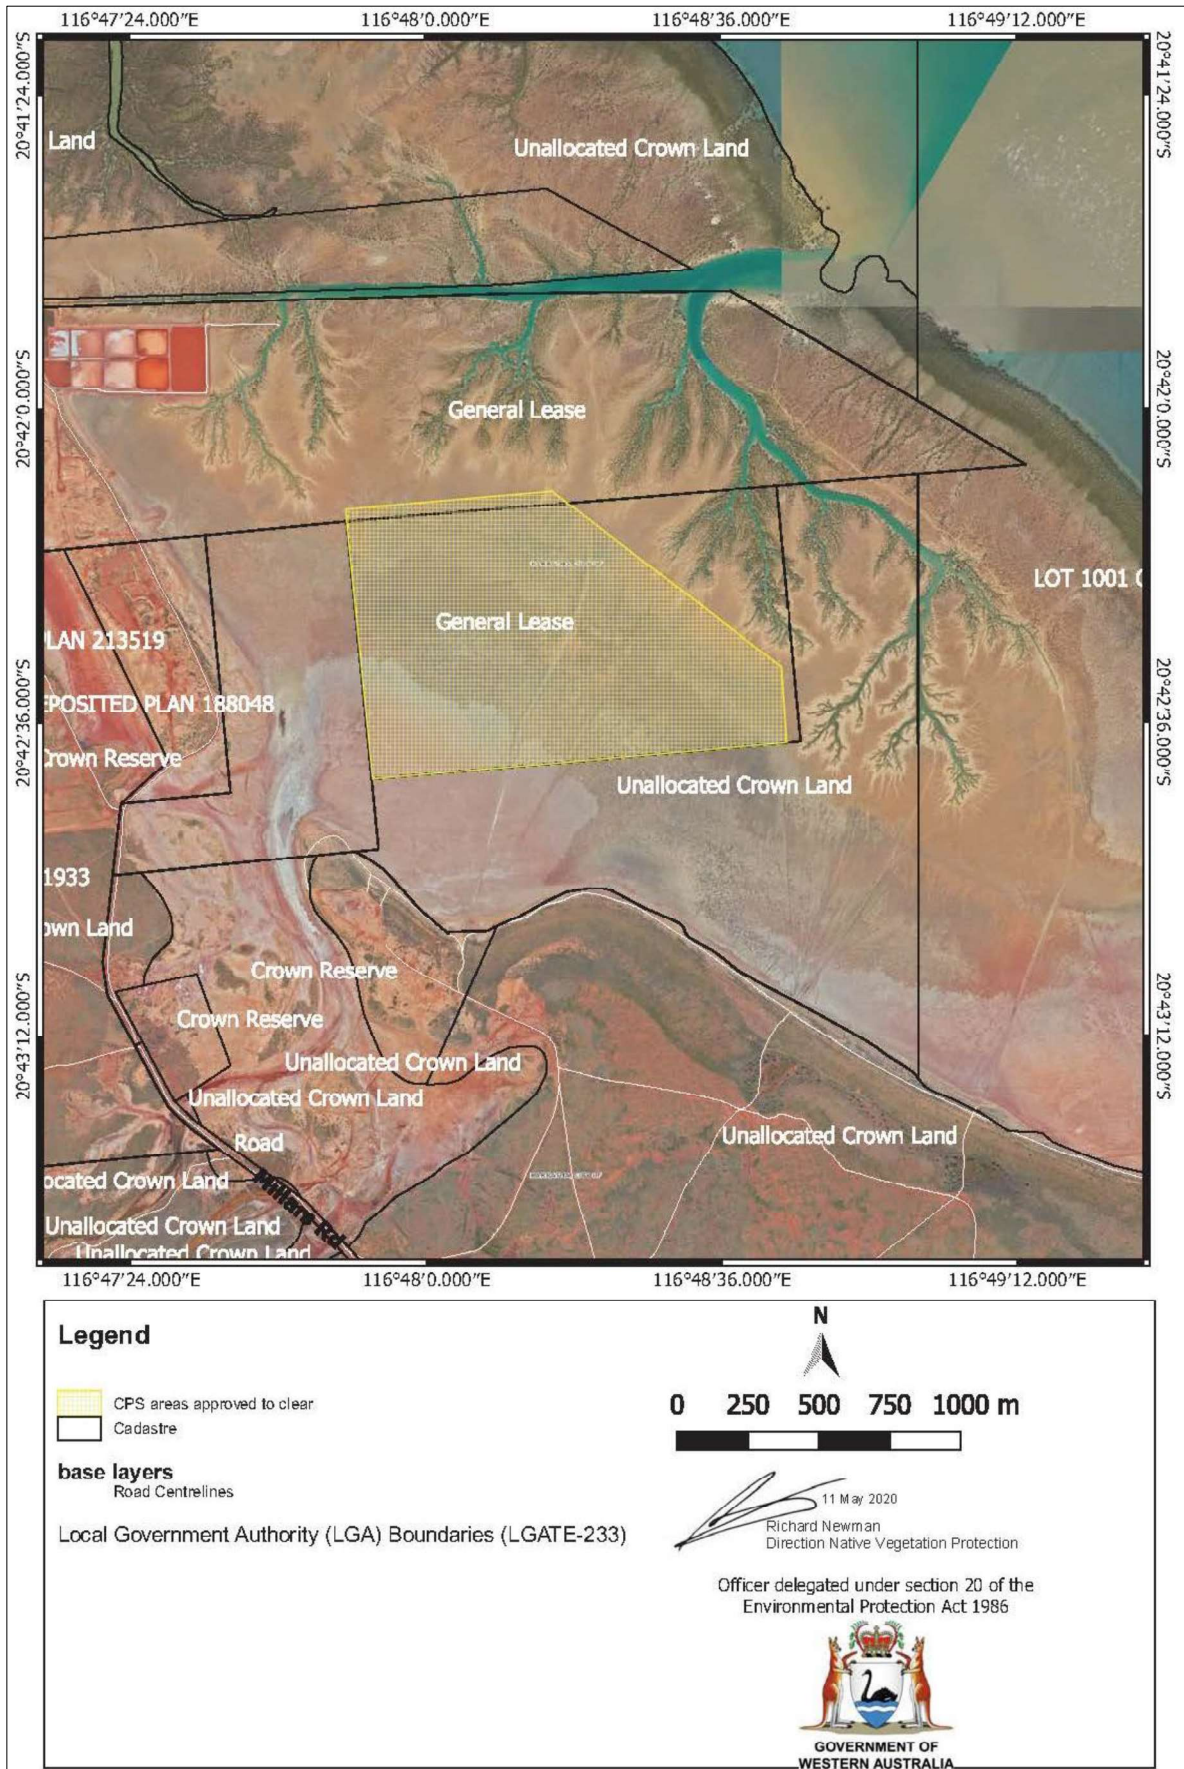 116°47'24.000"E
116°48'0.000"E
116°48'36.000"E
116°49'12.000"E
20°41'24.000"S
20°41'24.000"S
Land
Unallocated Crown Land
20°42'0.000"S
20°42'0.000"S
General Lease
LOT 1001
General Lease
PLAN 213519
EPOSITED PLAN 188048
20°42'36.000"S
20°42'36.000"S
Crown Reserve
Unallocated Crown Land
1933
own Land
Crown Reserve
Crown Reserve
20°43'12.000"S
20°43'12.000"S
Unallocated Crown Land
Unallocated Crown Land
Unallocated Crown Land
Road
ocated Crown Land
Millars Rd
Unallocated Crown Land
Unallocated Crown Land
116°47'24.000"E
116°48'0.000"E
116°48'36.000"E
116°49'12.000"E
Legend
CPS areas approved to clear
Cadastre
base layers
Road Centrelines
Local Government Authority (LGA) Boundaries (LGATE-233)
N
0 250 500 750 1000 m
11 May 2020
Richard Newman
Direction Native Vegetation Protection
Officer delegated under section 20 of the
Environmental Protection Act 1986
GOVERNMENT OF
WESTERN AUSTRALIA